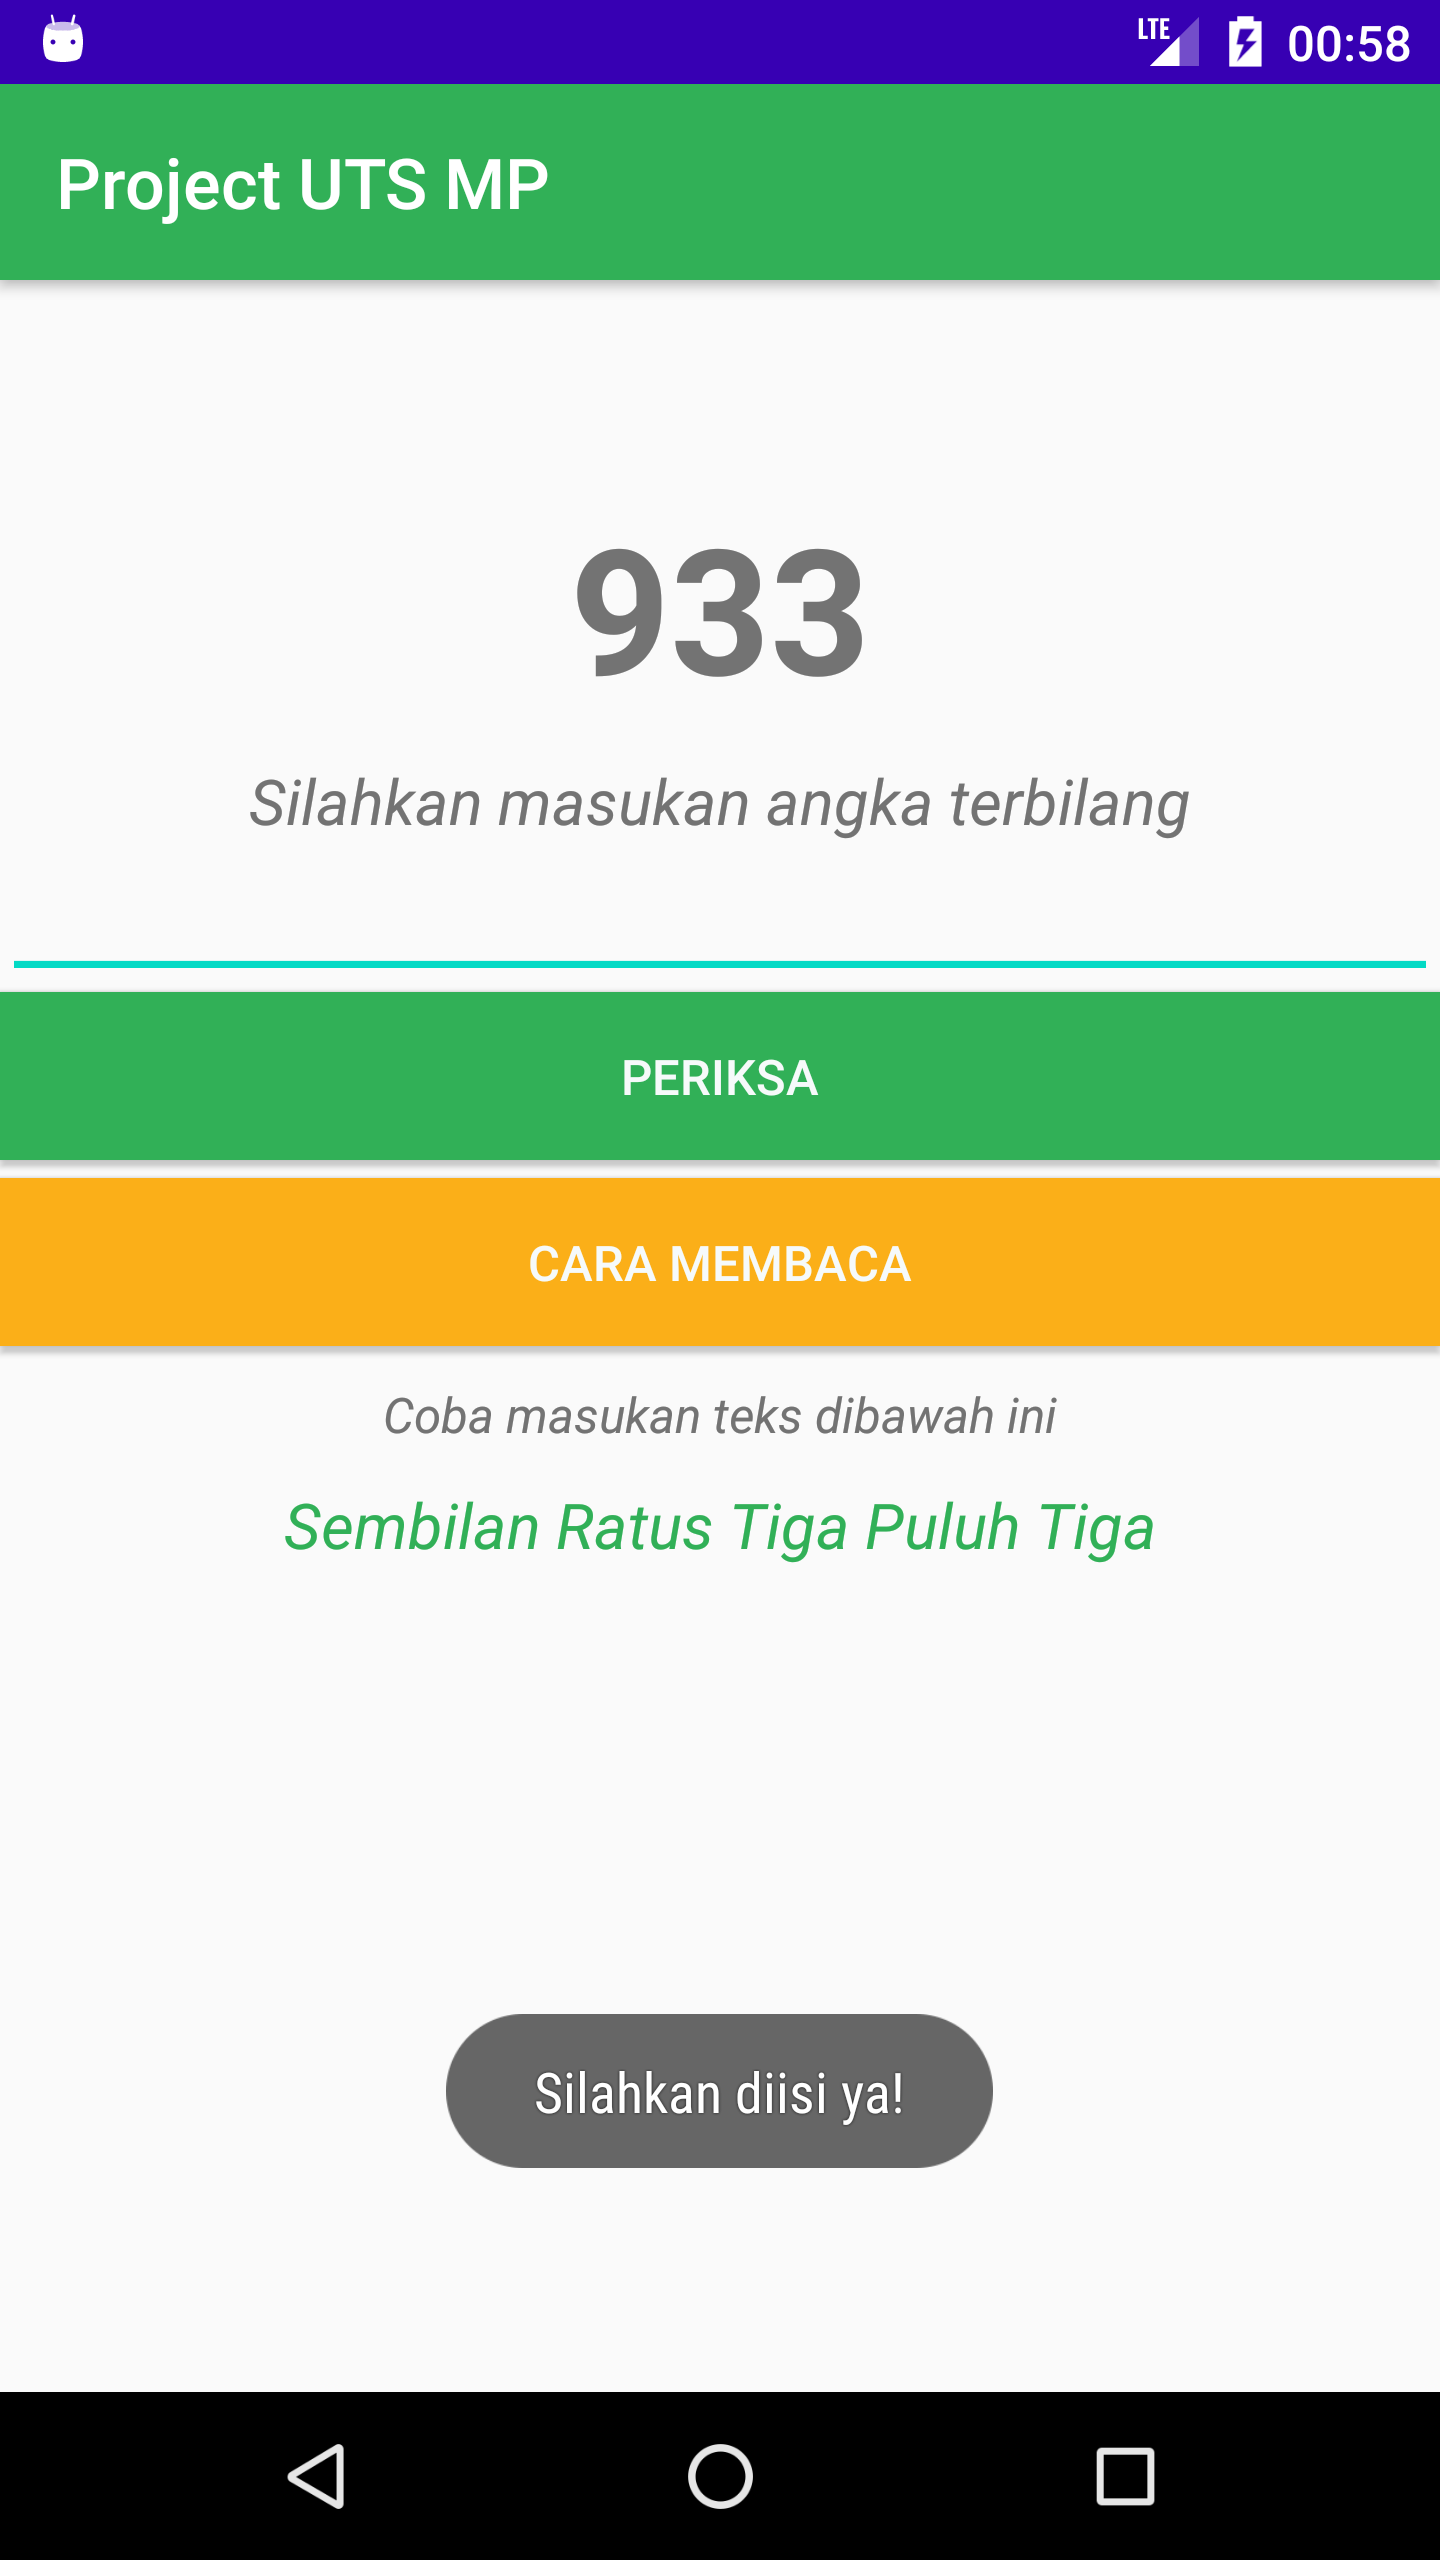 LTE 00:58
Project UTS MP
933
Silahkan masukan angka terbilang
PERIKSA
CARA MEMBACA
Coba masukan teks dibawah ini
Sembilan Ratus Tiga Puluh Tiga
Silahkan diisi ya!